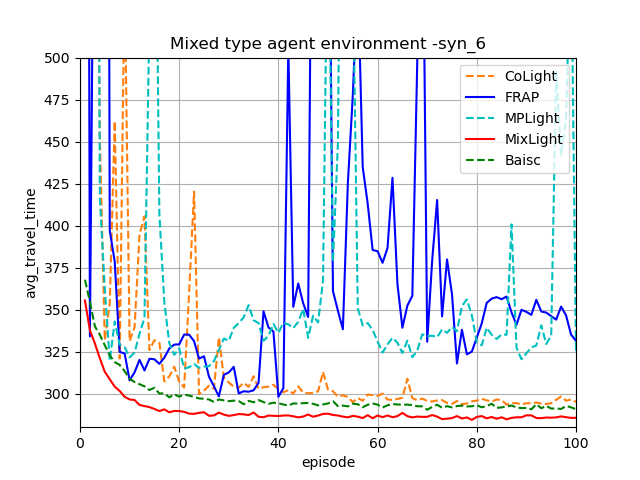 Mixed type agent environment -syn_6
500
475
450
425
400
375
350
325
300
avg_travel_time
CoLight
FRAP
MPLight
MixLight
Baisc
0
20
40
60
80
100
episode